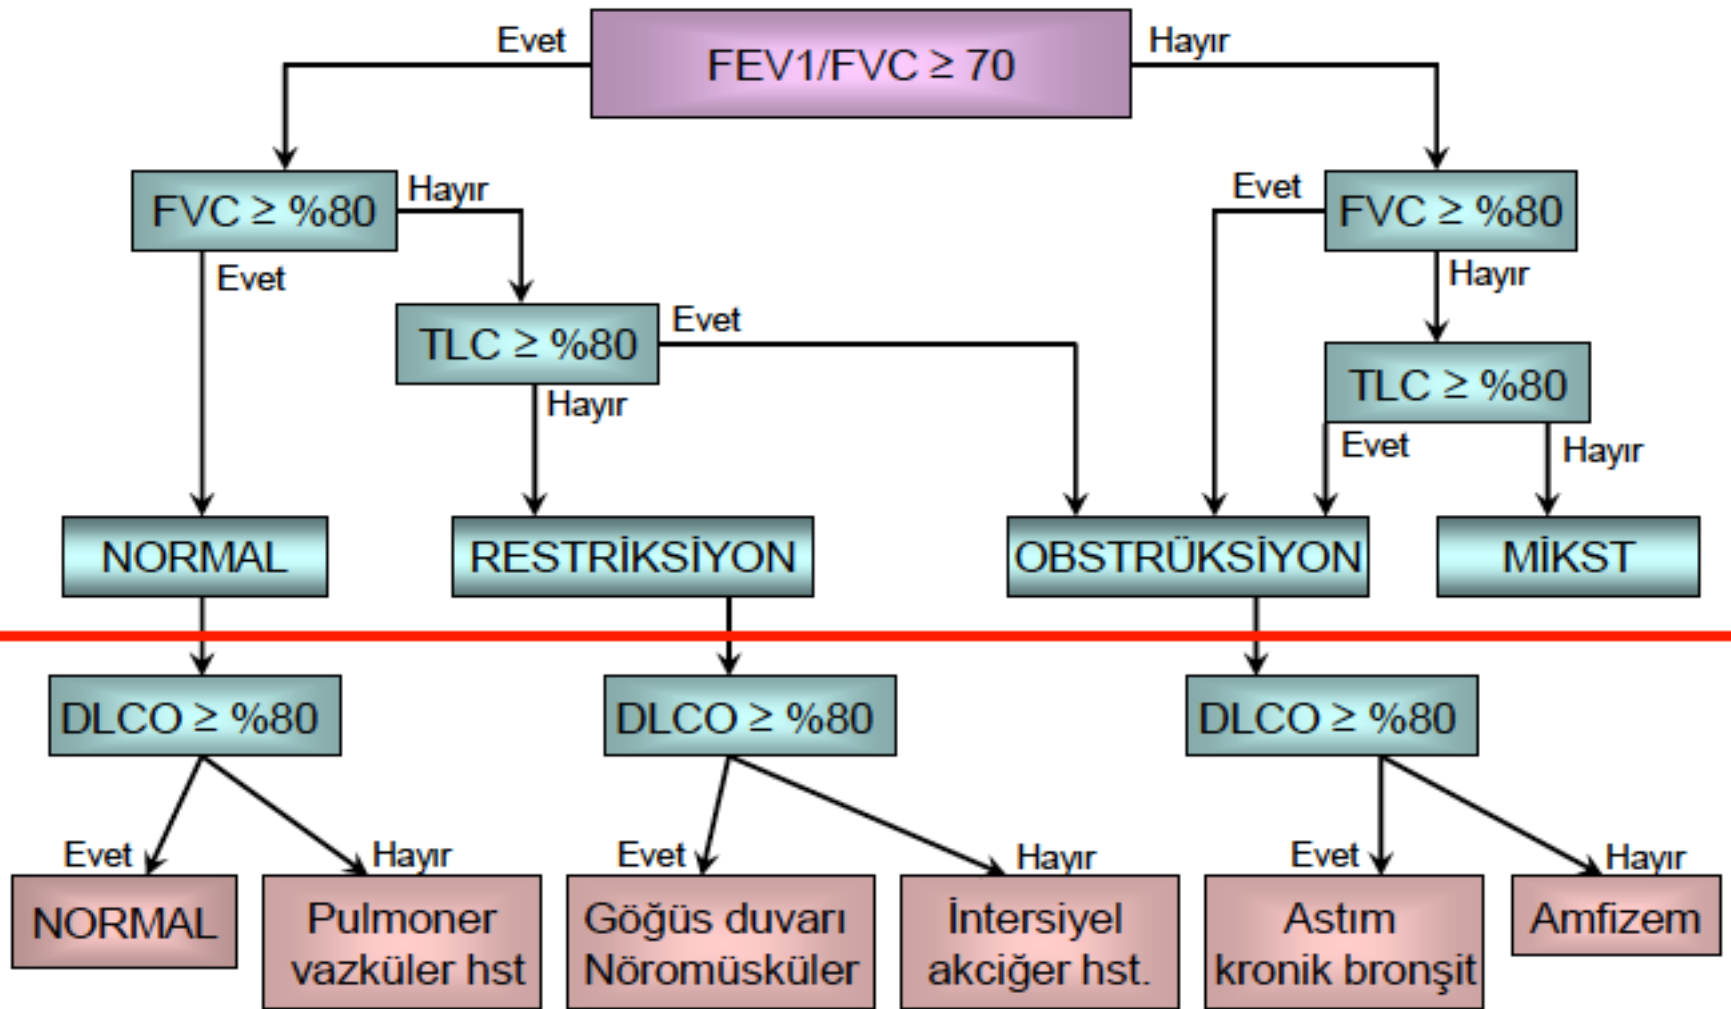 FEV1/FVC ≥ 70
Evet
Hayır
FVC ≥ %80
Hayır
Evet
FVC ≥ %80
Evet
Hayır
TLC ≥ %80
Evet
Hayır
TLC ≥ %80
Evet
Hayır
NORMAL
RESTRİKSİYON
OBSTRÜKSİYON
MİKST
DLCO ≥ %80
DLCO ≥ %80
DLCO ≥ %80
Evet
Hayır
Evet
Hayır
Evet
Hayır
NORMAL
Pulmoner
vazküler hst
Göğüs duvarı
Nöromüsküler
İntersiyel
akciğer hst.
Astım
kronik bronşit
Amfizem